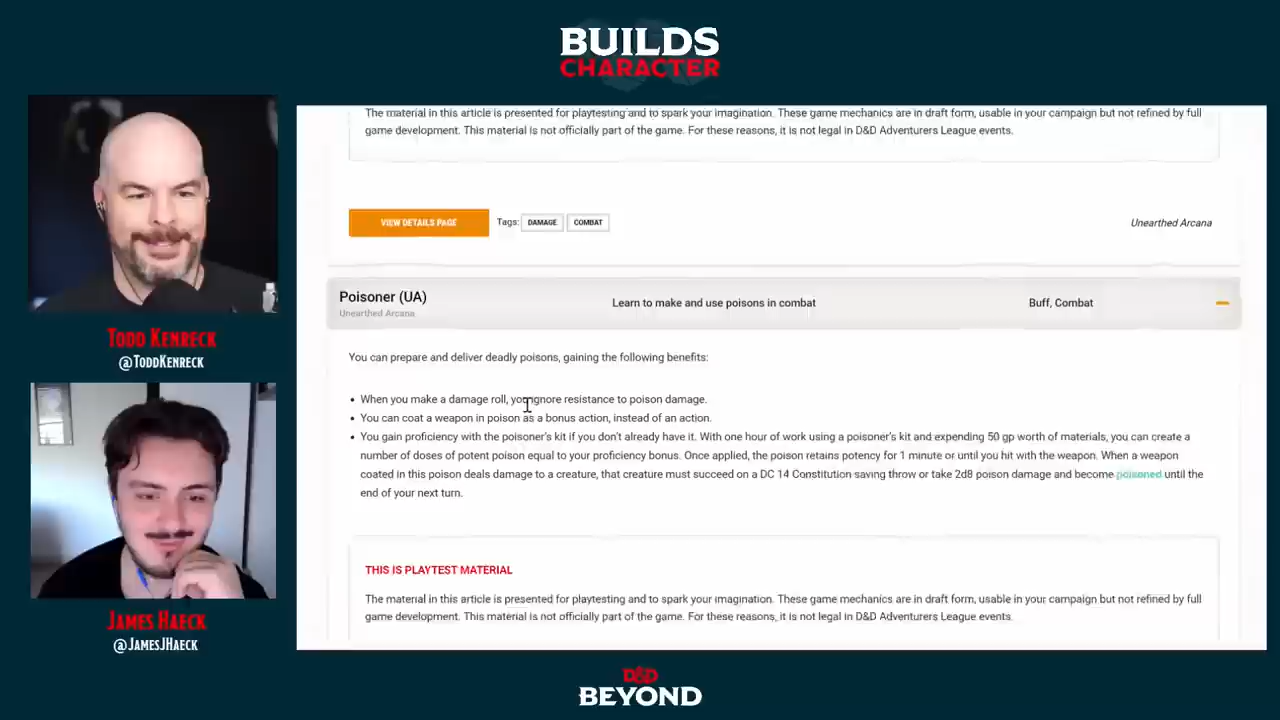 BUILDS
CHARACTER
The material in this article is presented for playtesting and to spark your imagination. These game mechanics are in draft form, usable in your campaign but not refined by full
game development. This material is not officially part of the game. For these reasons, it is not legal in D&D Adventurers League events.
VIEW DETAILS PAGE
Tags: DAMAGE COMBAT
Unearthed Arcana
Poisoner (UA)
Unearthed Arcana
Learn to make and use poisons in combat
Buff, Combat
You can prepare and deliver deadly poisons, gaining the following benefits:
• When you make a damage roll, you ignore resistance to poison damage.
• You can coat a weapon in poison as a bonus action, instead of an action.
• You gain proficiency with the poisoner's kit if you don't already have it. With one hour of work using a poisoner's kit and expending 50 gp worth of materials, you can create a
number of doses of potent poison equal to your proficiency bonus. Once applied, the poison retains potency for 1 minute or until you hit with the weapon. When a weapon
coated in this poison deals damage to a creature, that creature must succeed on a DC 14 Constitution saving throw or take 2d8 poison damage and become poisoned until the
end of your next turn.
THIS IS PLAYTEST MATERIAL
The material in this article is presented for playtesting and to spark your imagination. These game mechanics are in draft form, usable in your campaign but not refined by full
game development. This material is not officially part of the game. For these reasons, it is not legal in D&D Adventurers League events.
TODD KENRECK
@TODDKENRECK
JAMES HAECK
@JAMESJHAECK
D&D
BEYOND